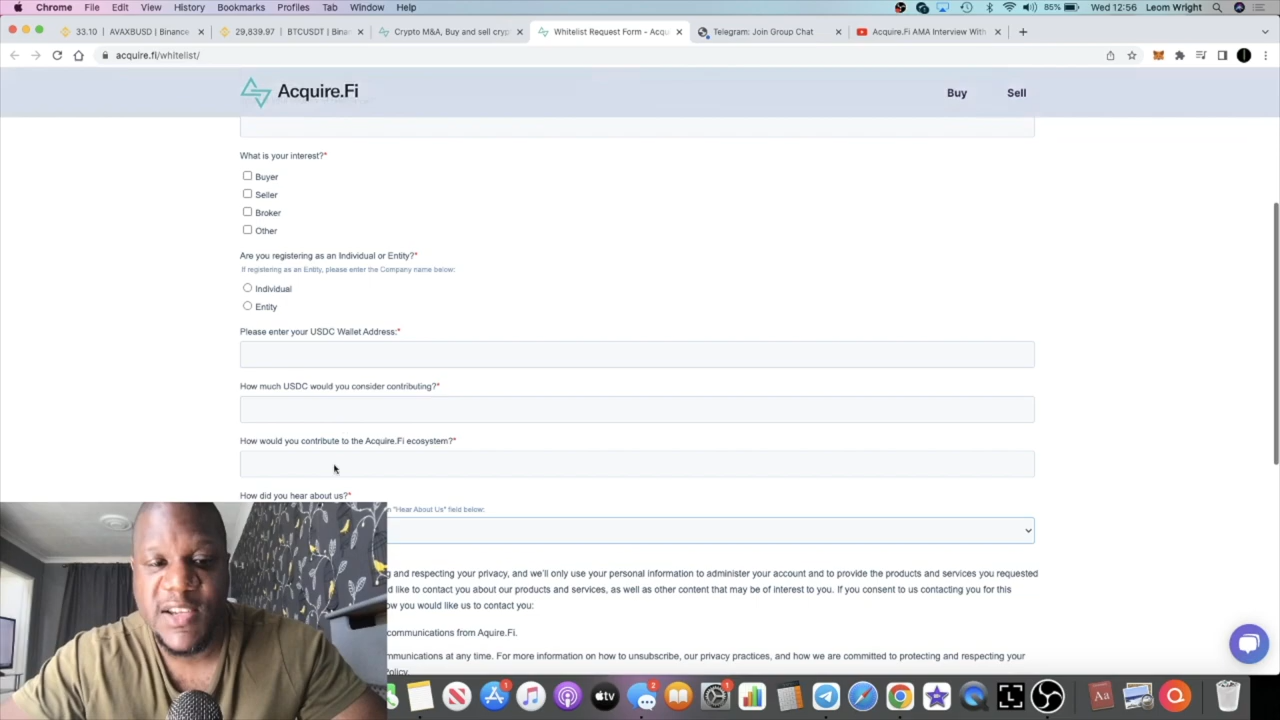 Chrome File Edit View History Bookmarks Profiles Tab Window Help 85% Wed 12:56 Leom Wright
33.10 | AVAXBUSD | Binance
29,839.97 | BTCUSDT | Binan
Crypto M&A, Buy and sell cryp
Whitelist Request Form - Acqu
Telegram: Join Group Chat
Acquire.Fi AMA Interview With
acquire.fi/whitelist/
Acquire.Fi
Buy Sell
What is your interest?*
Buyer
Seller
Broker
Other
Are you registering as an Individual or Entity?*
If registering as an Entity, please enter the Company name below:
Individual
Entity
Please enter your USDC Wallet Address:*
How much USDC would you consider contributing?*
How would you contribute to the Acquire.Fi ecosystem?*
How did you hear about us?*
n "Hear About Us" field below:
g and respecting your privacy, and we'll only use your personal information to administer your account and to provide the products and services you requested
d like to contact you about our products and services, as well as other content that may be of interest to you. If you consent to us contacting you for this
ow you would like us to contact you:
communications from Aquire.Fi.
mmunications at any time. For more information on how to unsubscribe, our privacy practices, and how we are committed to protecting and respecting your
Policy.
1
tv
2
1
L
Aa